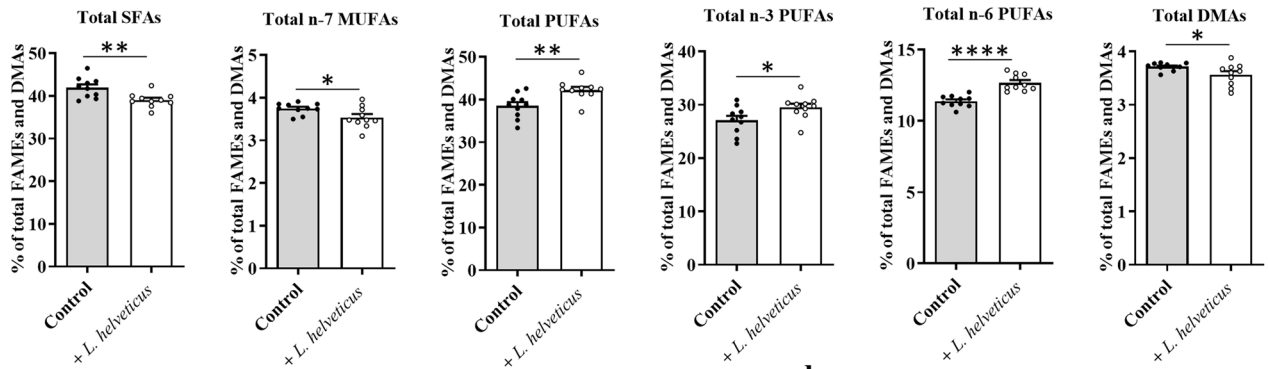 Total SFAs
% of total FAMEs and DMAs
50
40
30
20
10
0
**
Control
+ L. helveticus
Total n-7 MUFAs
% of total FAMEs and DMAs
5
4
3
2
1
0
*
Control
+ L. helveticus
Total PUFAs
% of total FAMEs and DMAs
50
40
30
20
10
0
**
Control
+ L. helveticus
Total n-3 PUFAs
% of total FAMEs and DMAs
40
30
20
10
0
*
Control
+ L. helveticus
Total n-6 PUFAs
% of total FAMEs and DMAs
15
10
5
0
****
Control
+ L. helveticus
Total DMAs
% of total FAMEs and DMAs
4
3
2
1
0
*
Control
+ L. helveticus